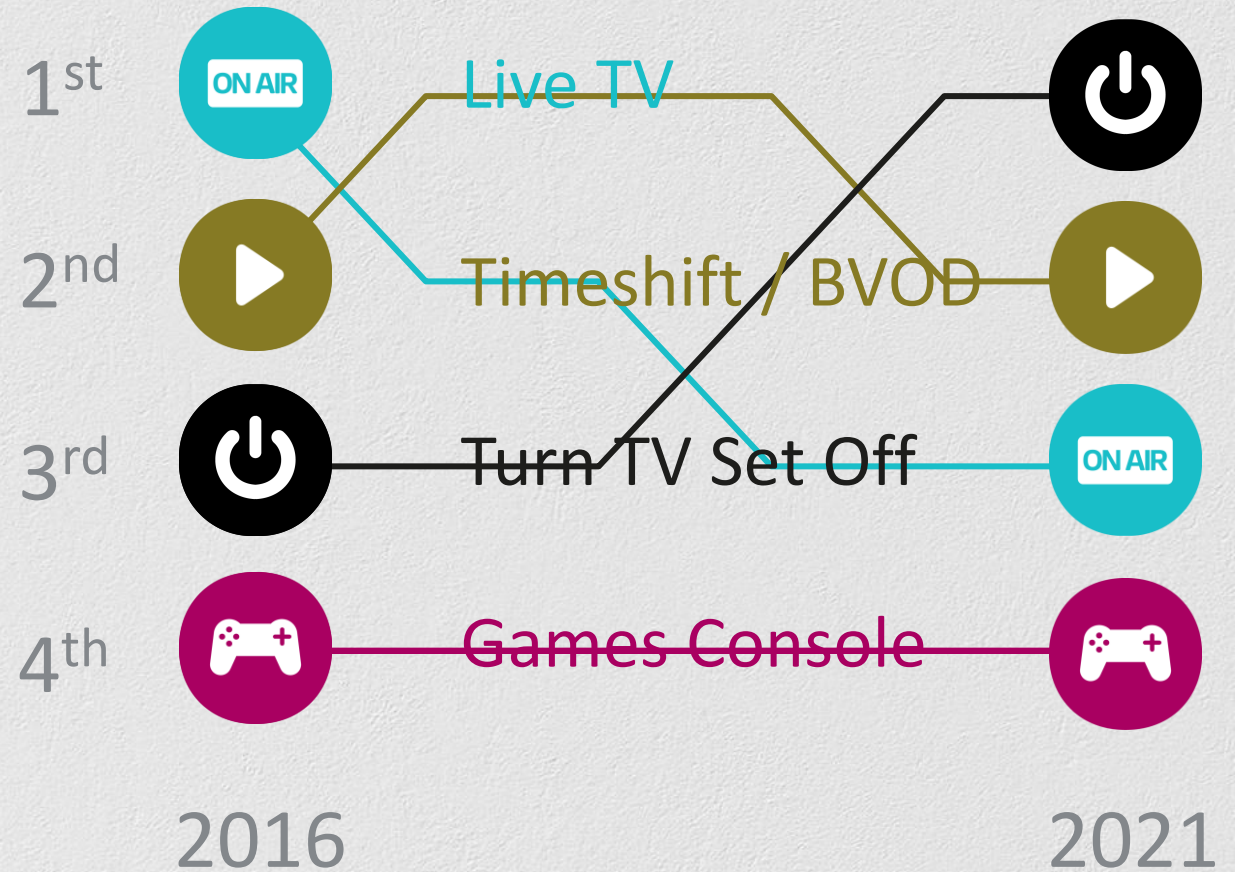 1st
ON AIR
Live TV
2nd
Timeshift / BVOD
3rd
Turn TV Set Off
ON AIR
4th
Games Console
2016
2021